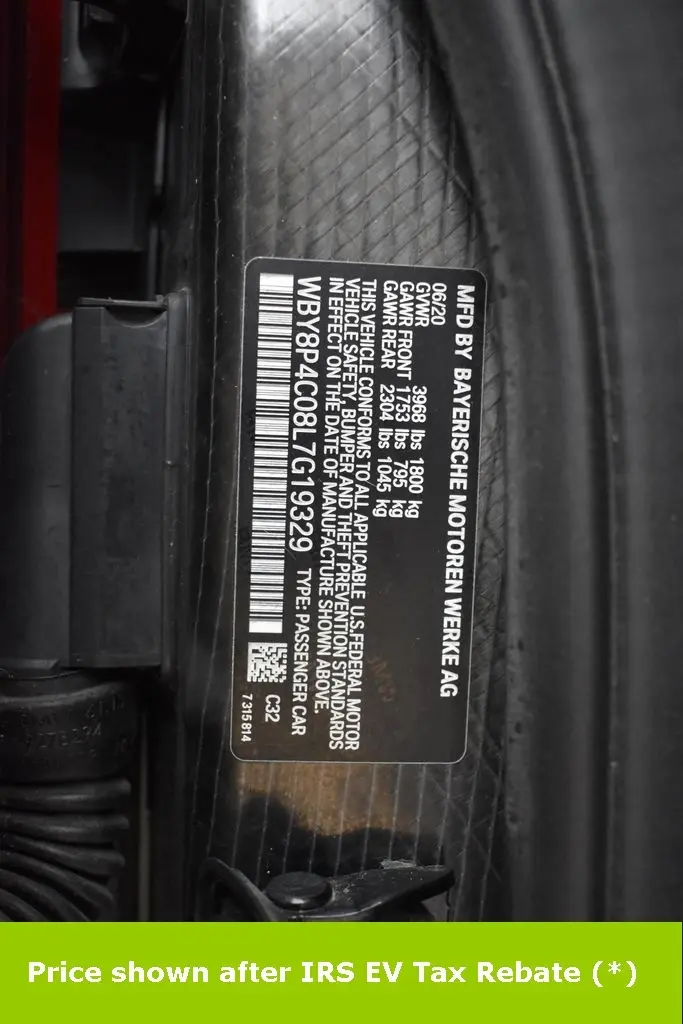 MFD BY BAYERISCHE MOTOREN WERKE AG
06/20
GVWR 3968 lbs 1800 kg
GAWR FRONT 1753 lbs 795 kg
GAWR REAR 2304 lbs 1045 kg
THIS VEHICLE CONFORMS TO ALL APPLICABLE U.S.FEDERAL MOTOR
VEHICLE SAFETY, BUMPER AND THEFT PREVENTION STANDARDS
IN EFFECT ON THE DATE OF MANUFACTURE SHOWN ABOVE.
WBY8P4C08L7G19329 TYPE: PASSENGER CAR
C32
7315814
Price shown after IRS EV Tax Rebate (*)